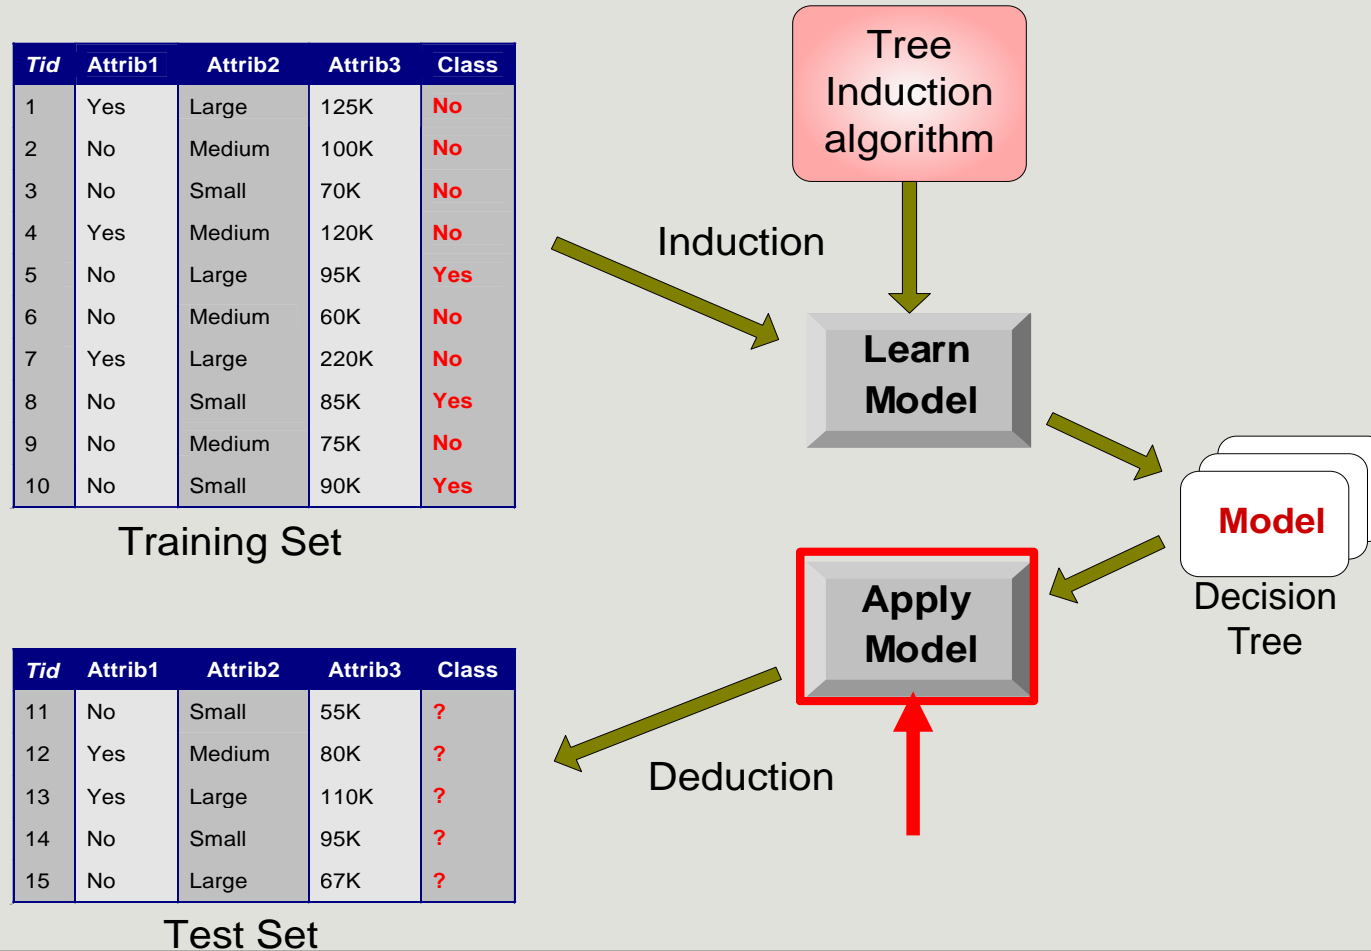 Tid Attrib1 Attrib2 Attrib3 Class
1 Yes Large 125K No
2 No Medium 100K No
3 No Small 70K No
4 Yes Medium 120K No
5 No Large 95K Yes
6 No Medium 60K No
7 Yes Large 220K No
8 No Small 85K Yes
9 No Medium 75K No
10 No Small 90K Yes
Training Set
Tree
Induction
algorithm
Induction
Learn
Model
Model
Decision
Tree
Apply
Model
Deduction
Tid Attrib1 Attrib2 Attrib3 Class
11 No Small 55K ?
12 Yes Medium 80K ?
13 Yes Large 110K ?
14 No Small 95K ?
15 No Large 67K ?
Test Set